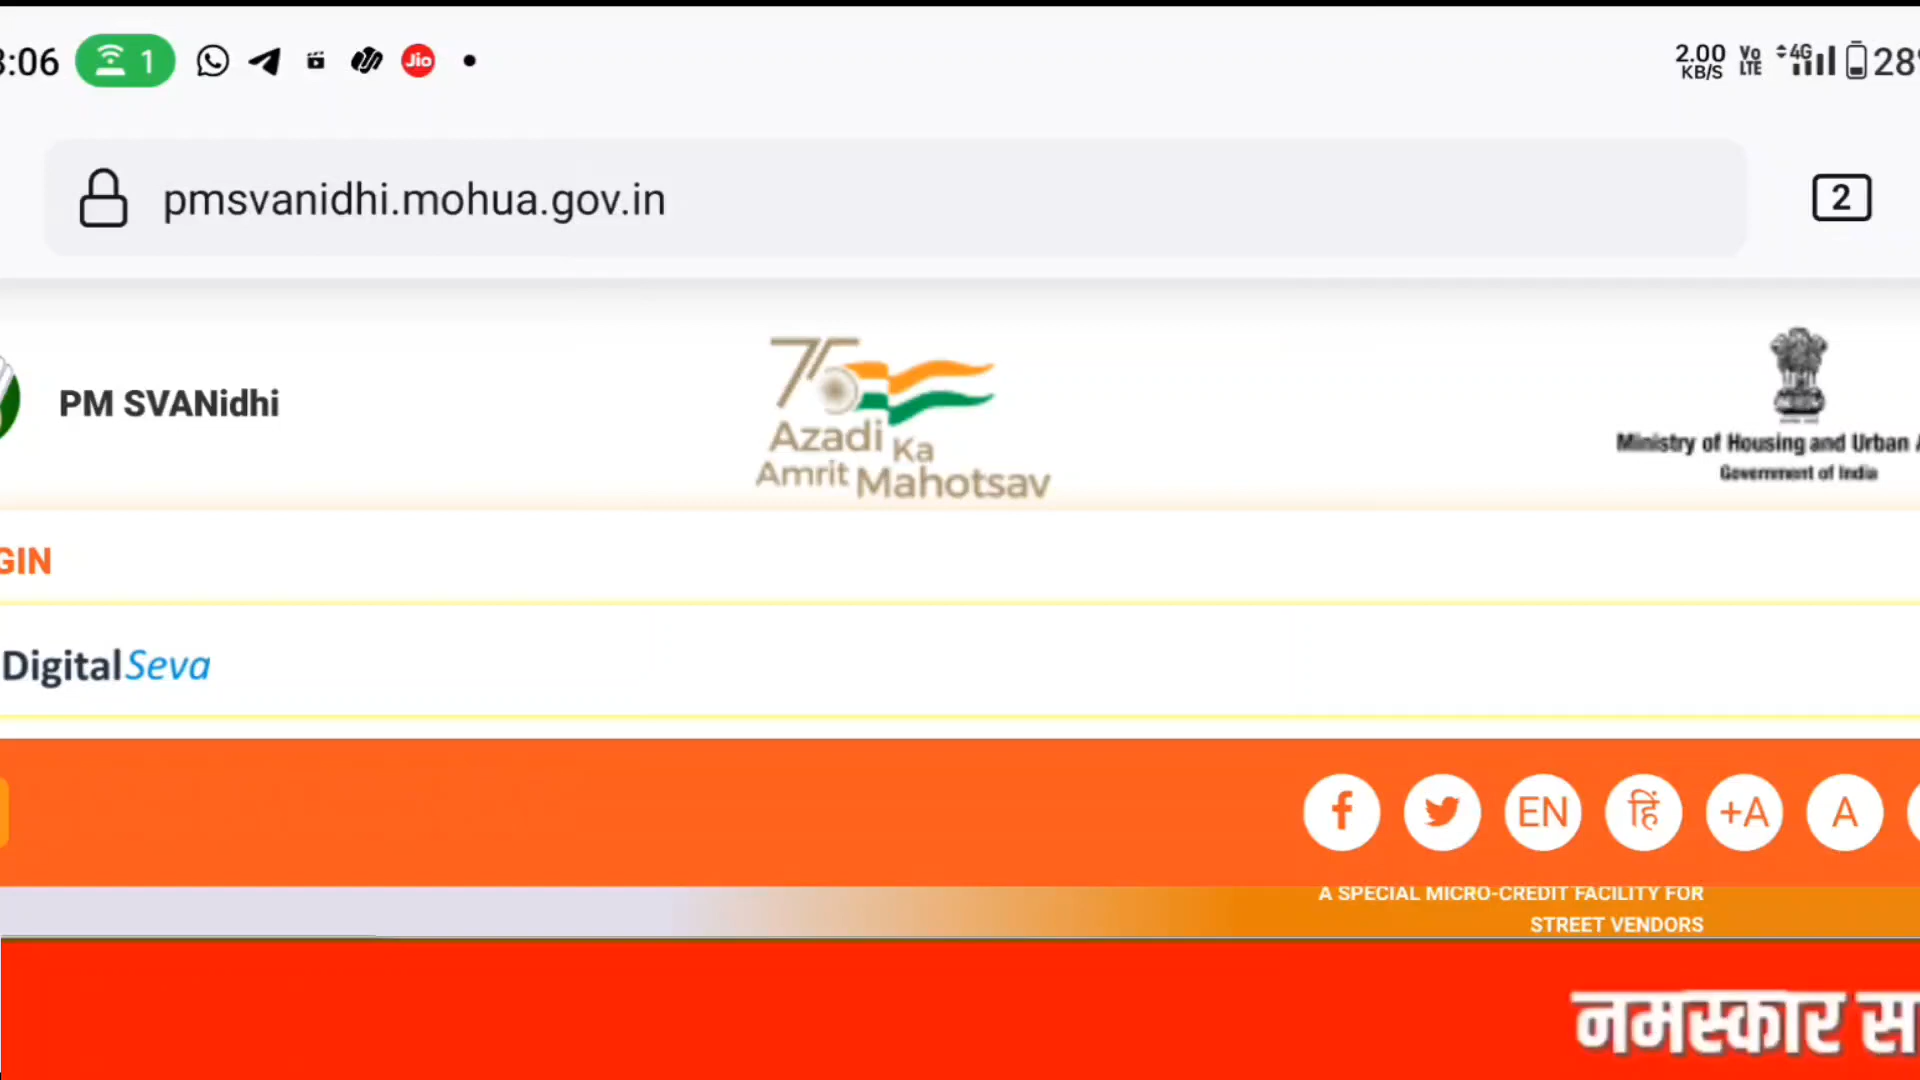 :06 1 Jio 2.00 KB/S Vo LTE 4G 28
pmsvanidhi.mohua.gov.in 2
PM SVANidhi
75
Azadi Ka
Amrit Mahotsav
Ministry of Housing and Urban
Government of India
GIN
DigitalSeva
f EN हिं +A A
A SPECIAL MICRO-CREDIT FACILITY FOR
STREET VENDORS
नमस्कार